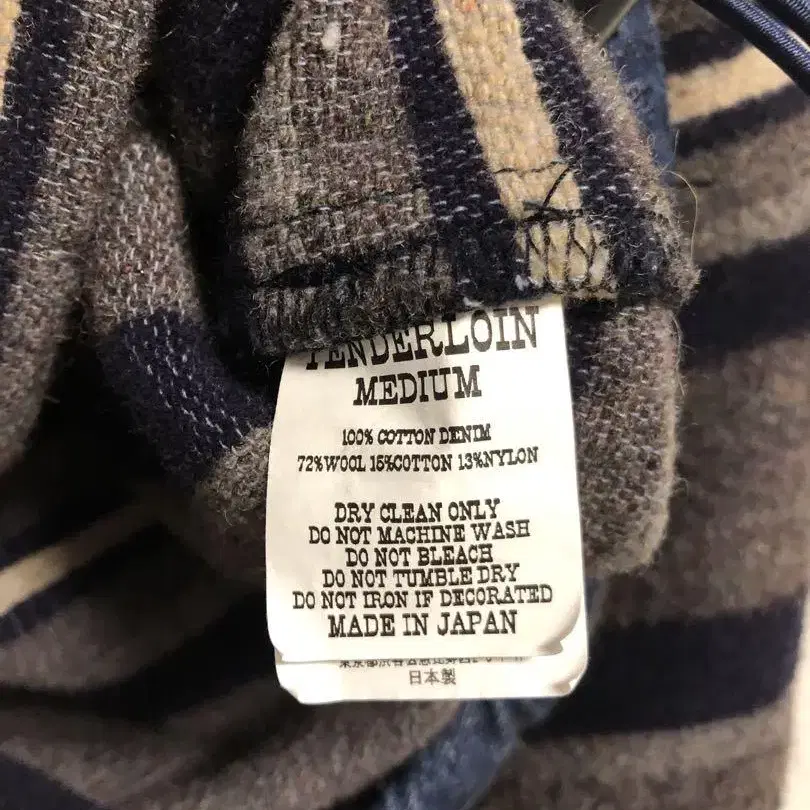 TENDERLOIN
MEDIUM
100% COTTON DENIM
72%WOOL 15%COTTON 13%NYLON
DRY CLEAN ONLY
DO NOT MACHINE WASH
DO NOT BLEACH
DO NOT TUMBLE DRY
DO NOT IRON IF DECORATED
MADE IN JAPAN
日本製